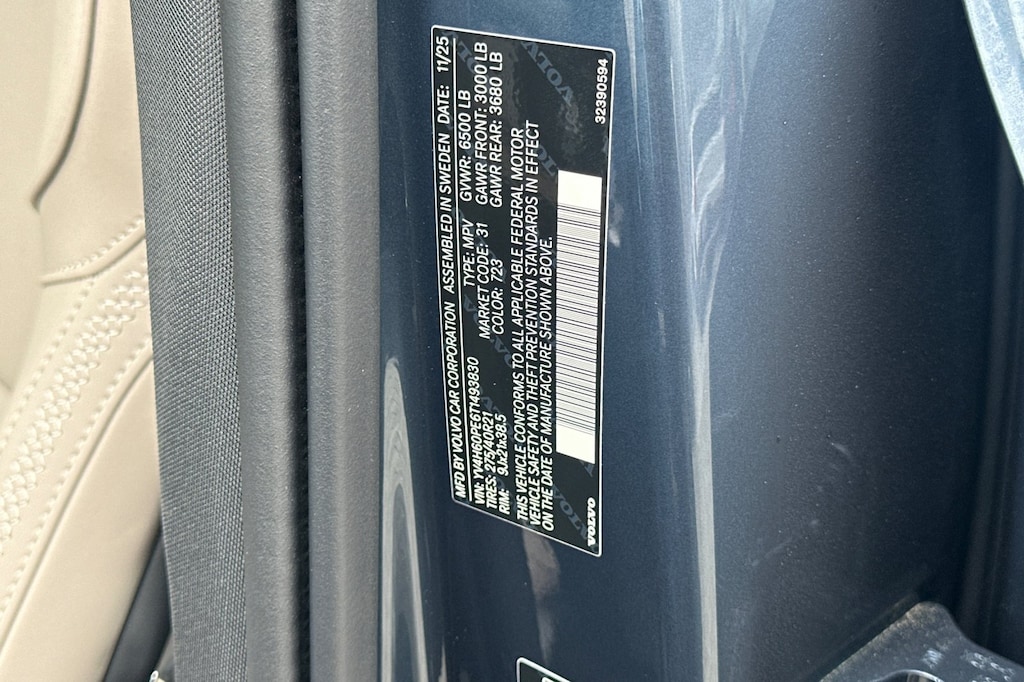 MFD BY VOLVO CAR CORPORATION ASSEMBLED IN SWEDEN DATE: 11/25
VIN: YV4H60PE6T1493830 TYPE: MPV GVWR: 6500 LB
TIRES: 275/40R21 MARKET CODE: 31 GAWR FRONT: 3000 LB
RIM: 9Jx21x38.5 COLOR: 723 GAWR REAR: 3680 LB
THIS VEHICLE CONFORMS TO ALL APPLICABLE FEDERAL MOTOR
VEHICLE SAFETY AND THEFT PREVENTION STANDARDS IN EFFECT
ON THE DATE OF MANUFACTURE SHOWN ABOVE.
VOLVO 32390594